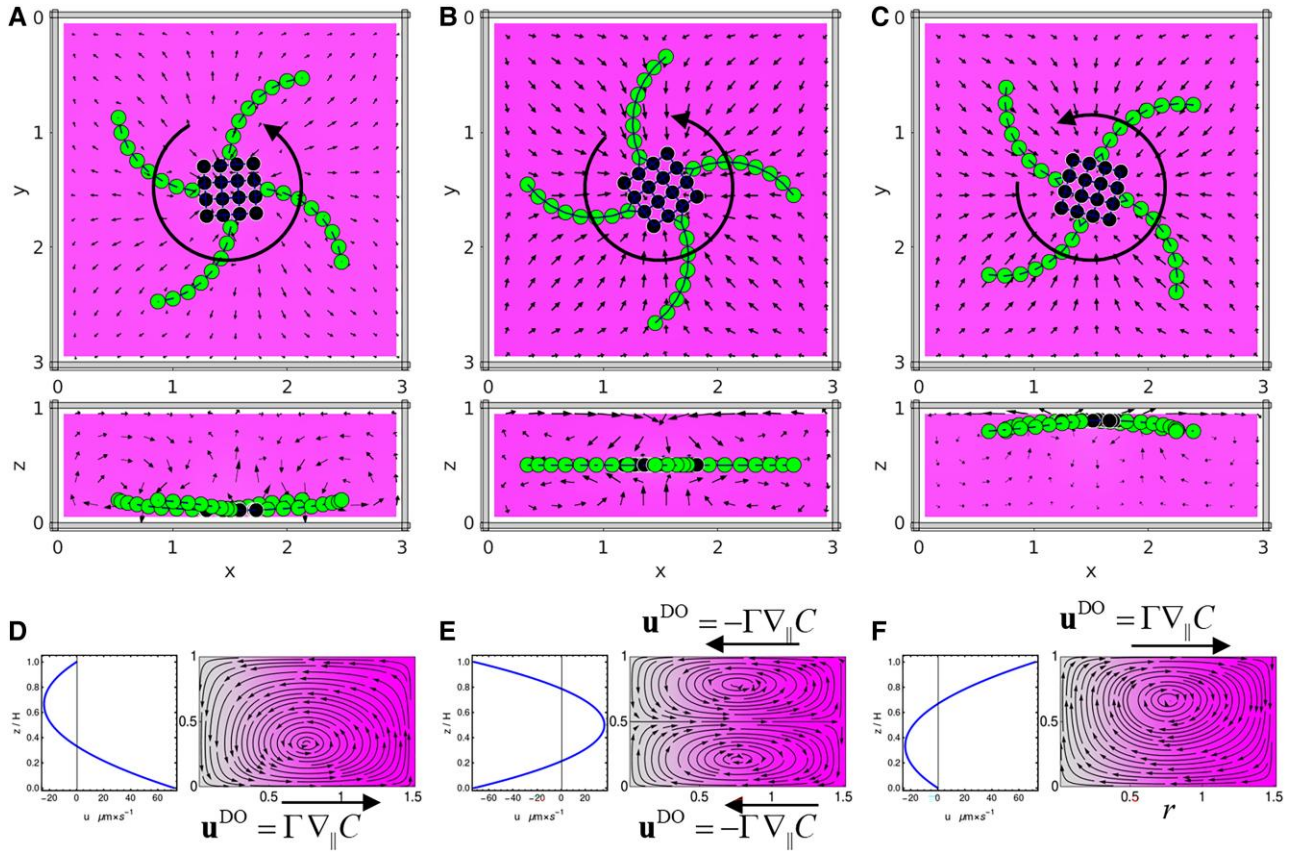 A
B
C
0
1
2
3
y
0 1 2 3
0
1
2
3
y
0 1 2 3
0
1
2
3
y
0 1 2 3
1
0
z
0 1 2 3
x
1
0
z
0 1 2 3
x
1
0
z
0 1 2 3
x
D
E
F
u^DO = −Γ∇∥C
u^DO = Γ∇∥C
1.0
0.8
0.6
0.4
0.2
0.0
z / H
−20 0 20 40 60
u μm×s⁻¹
1
0.5
0
0.5 1 1.5
u^DO = Γ∇∥C
1.0
0.8
0.6
0.4
0.2
0.0
z / H
−60 −40 −20 0 20
u μm×s⁻¹
1
0.5
0
0.5 1 1.5
u^DO = −Γ∇∥C
1.0
0.8
0.6
0.4
0.2
0.0
z / H
−20 0 20 40 60
u μm×s⁻¹
1
0.5
0
0.5 1 1.5
r